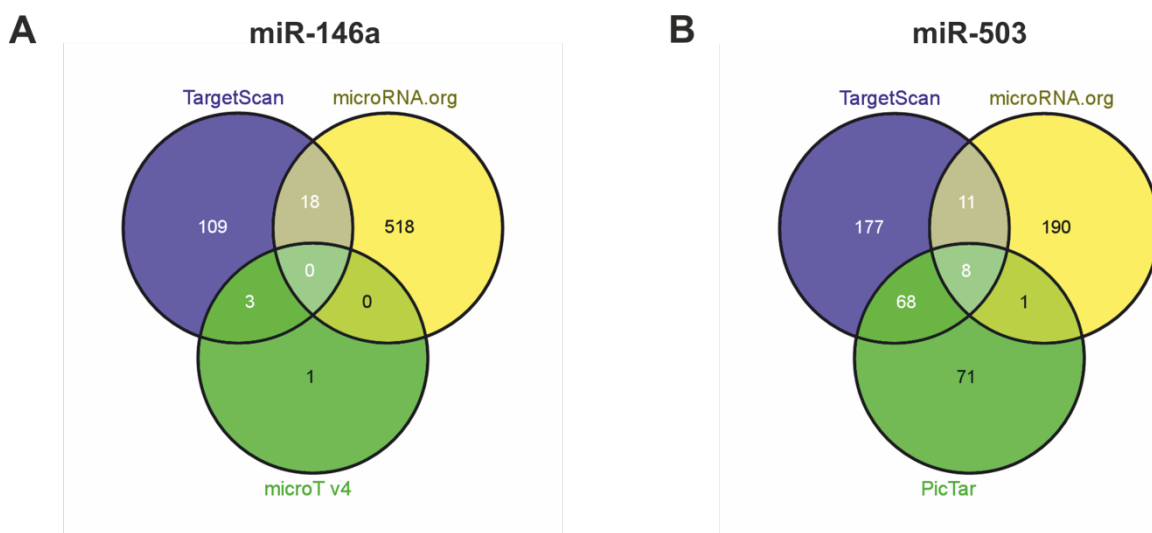 A
miR-146a
TargetScan
microRNA.org
18
109
518
0
3
0
1
microT v4
B
miR-503
TargetScan
microRNA.org
11
177
190
8
68
1
71
PicTar